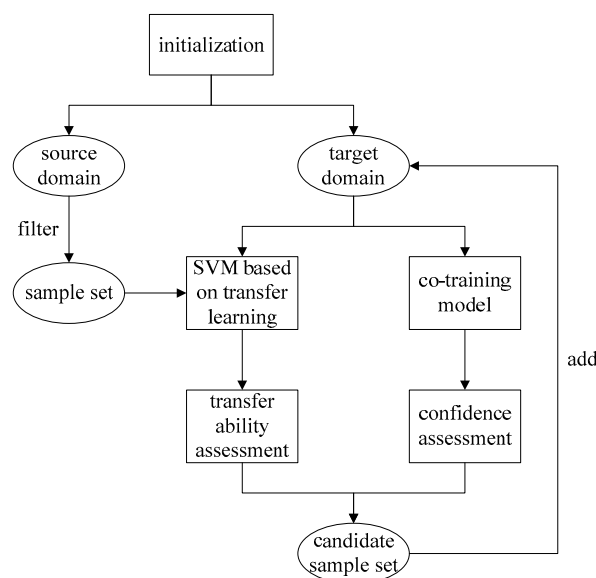 initialization
source
domain
target
domain
filter
sample set
SVM based
on transfer
learning
co-training
model
add
transfer
ability
assessment
confidence
assessment
candidate
sample set